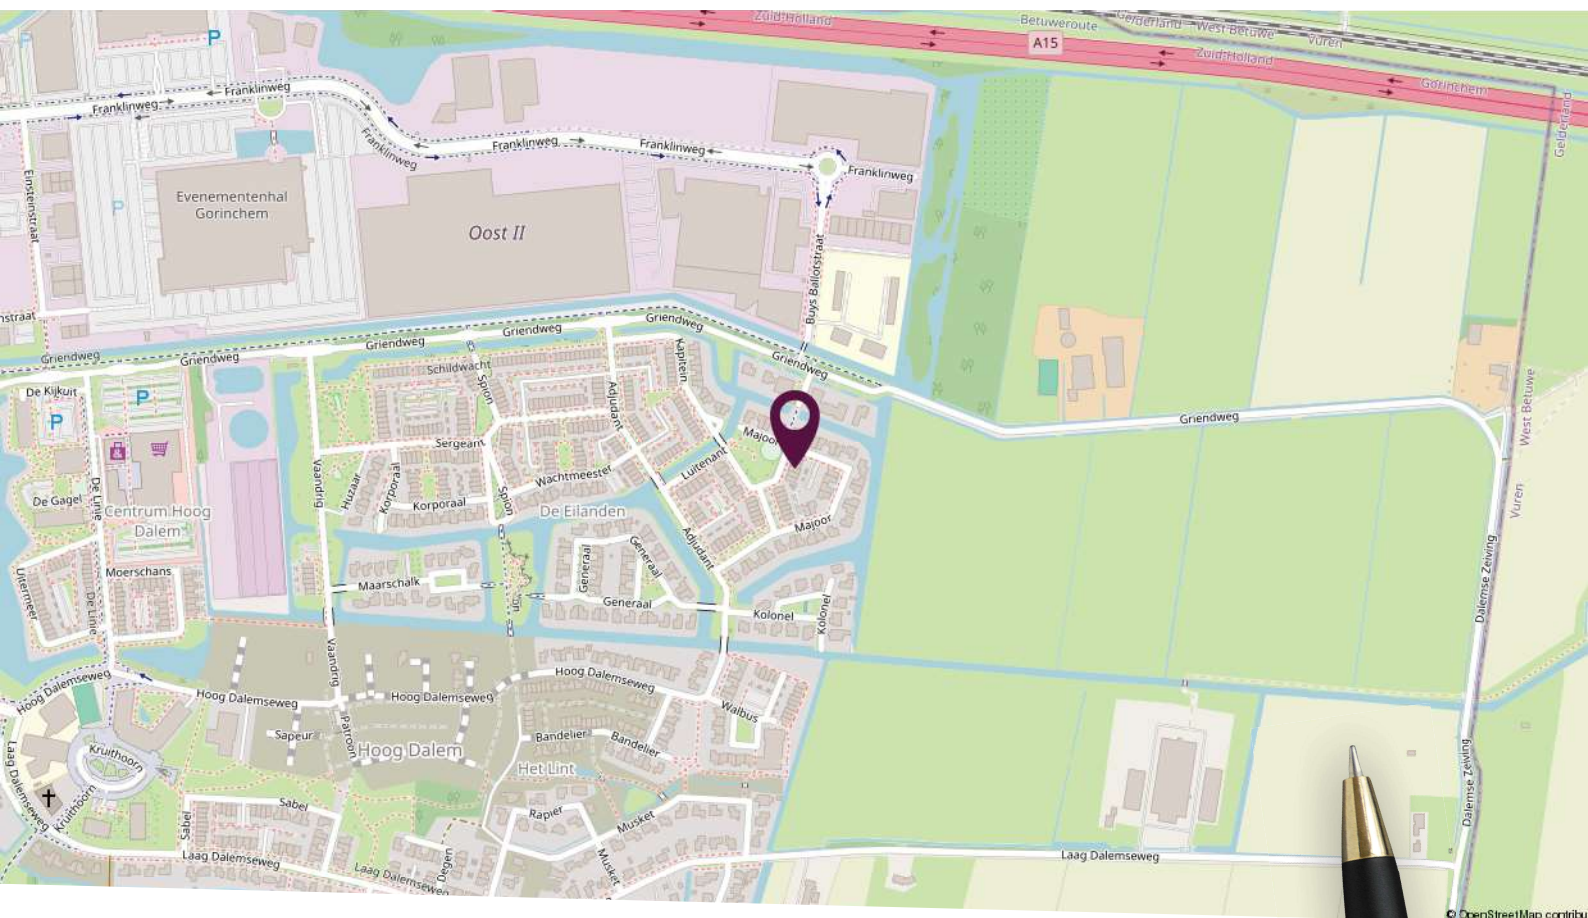 Zuid-Holland
Betuweroute
Gelderland
West Betuwe
Vuren
A15
Zuid-Holland
Gorinchem
Gelderland
P
Franklinweg
Franklinweg
Franklinweg
Franklinweg
Franklinweg
Franklinweg
Einsteinstraat
P
P
Evenementenhal
Gorinchem
Oost II
Buys Ballotstraat
nstraat
Griendweg
Griendweg
Griendweg
Griendweg
Griendweg
Griendweg
Griendweg
De Kijkuit
P
P
Schildwacht
Spion
Adjudant
Kapitein
Majoor
Sergeant
Luitenant
Wachtmeester
Vaandrig
Huzaar
Korporaal
Korporaal
Spion
De Eilanden
Majoor
De Gagel
De Linie
Centrum Hoog
Dalem
West Betuwe
Vuren
Adjudant
Generaal
Generaal
Generaal
Moerschans
Uitermeer
De Linie
Maarschalk
Kolonel
Kolonel
Dalemse Zeiving
Vaandrig
Hoog Dalemseweg
Hoog Dalemseweg
Hoog Dalemseweg
Hoog Dalemseweg
Walbus
Sapeur
Patroon
Hoog Dalem
Bandelier
Bandelier
Het Lint
Kruithoorn
Kruithoorn
Laag Dalemseweg
Sabel
Sabel
Rapier
Musket
Musket
Degen
Laag Dalemseweg
Laag Dalemseweg
Laag Dalemseweg
Dalemse Zeiving
© OpenStreetMap contribu